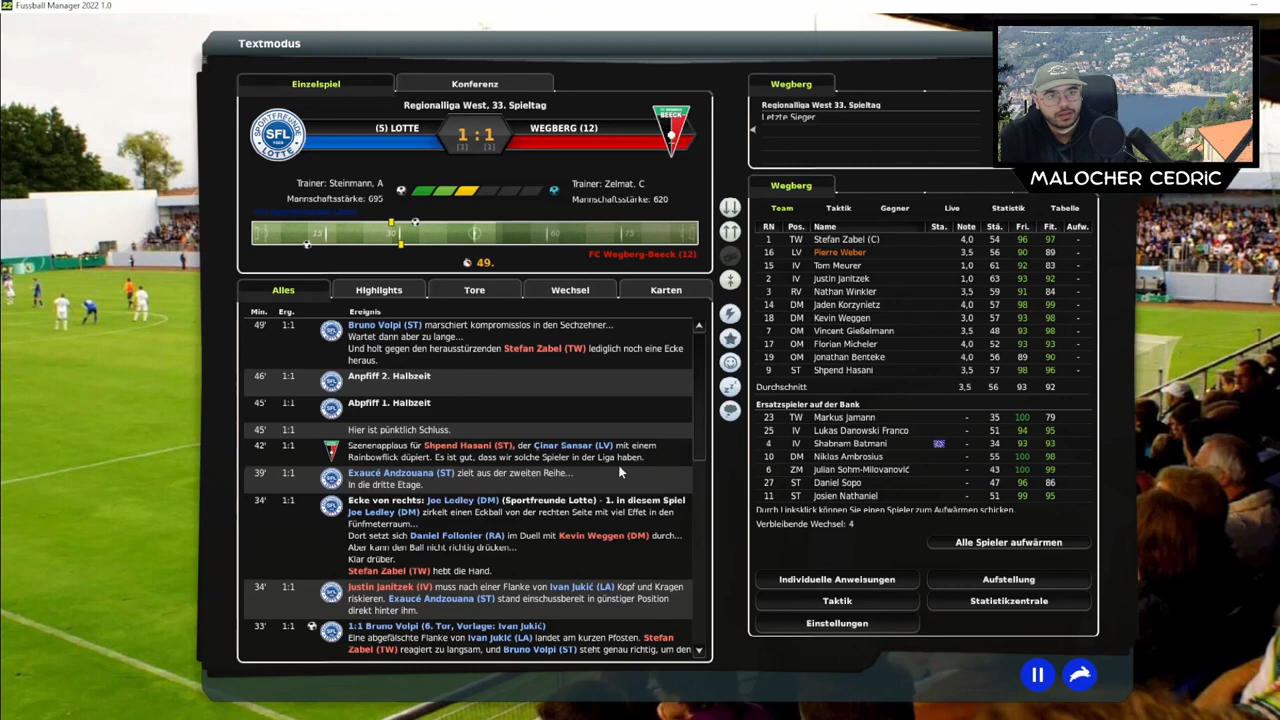 22 Fussball Manager 2022 1.0
Textmodus
Einzelspiel
Konferenz
Regionalliga West, 33. Spieltag
SPORTFREUNDE
SFL
LOTTE
(5) LOTTE
1 : 1
[1] [1]
WEGBERG (12)
BEECK
Trainer: Steinmann, A
Mannschaftsstärke: 695
Trainer: Zelmat, C
Mannschaftsstärke: 620
15 30 60 75
FC Wegberg-Beeck (12)
49.
Alles
Highlights
Tore
Wechsel
Karten
Min. Erg. Ereignis
49' 1:1 Bruno Volpi (ST) marschiert kompromisslos in den Sechzehner...
Wartet dann aber zu lange...
Und holt gegen den herausstürzenden Stefan Zabel (TW) lediglich noch eine Ecke
heraus.
46' 1:1 Anpfiff 2. Halbzeit
45' 1:1 Abpfiff 1. Halbzeit
45' 1:1 Hier ist pünktlich Schluss.
42' 1:1 Szenenapplaus für Shpend Hasani (ST), der Çinar Sansar (LV) mit einem
Rainbowflick düpiert. Es ist gut, dass wir solche Spieler in der Liga haben.
39' 1:1 Exaucé Andzouana (ST) zielt aus der zweiten Reihe...
In die dritte Etage.
34' 1:1 Ecke von rechts: Joe Ledley (DM) (Sportfreunde Lotte) - 1. in diesem Spiel
Joe Ledley (DM) zirkelt einen Eckball von der rechten Seite mit viel Effet in den
Fünfmeterraum...
Dort setzt sich Daniel Follonier (RA) im Duell mit Kevin Weggen (DM) durch...
Aber kann den Ball nicht richtig drücken...
Klar drüber.
Stefan Zabel (TW) hebt die Hand.
34' 1:1 Justin Janitzek (IV) muss nach einer Flanke von Ivan Jukić (LA) Kopf und Kragen
riskieren. Exaucé Andzouana (ST) stand einschussbereit in günstiger Position
direkt hinter ihm.
33' 1:1 1:1 Bruno Volpi (6. Tor, Vorlage: Ivan Jukić)
Eine abgefälschte Flanke von Ivan Jukić (LA) landet am kurzen Pfosten. Stefan
Zabel (TW) reagiert zu langsam, und Bruno Volpi (ST) steht genau richtig, um den
Wegberg
Regionalliga West 33. Spieltag
Letzte Sieger
MALOCHER CEDRIC
Wegberg
Team Taktik Gegner Live Statistik Tabelle
RN Pos. Name Sta. Note Stä. Fri. Fit. Aufw.
1 TW Stefan Zabel (C) 4,0 54 96 97 -
16 LV Pierre Weber 3,5 56 90 89 -
15 IV Tom Meurer 1,0 61 92 83 -
2 IV Justin Janitzek 1,0 63 93 92 -
3 RV Nathan Winkler 3,5 59 91 84 -
14 DM Jaden Korzynietz 4,0 57 98 99 -
18 DM Kevin Weggen 3,0 57 93 98 -
7 OM Vincent Gießelmann 3,5 48 93 98 -
17 OM Florian Micheler 4,0 52 93 93 -
19 OM Jonathan Benteke 4,0 56 89 90 -
9 ST Shpend Hasani 3,5 57 98 96 -
Durchschnitt 3,5 56 93 92
Ersatzspieler auf der Bank
23 TW Markus Jamann - 35 100 79
25 IV Lukas Danowski Franco - 51 94 95
4 IV Shabnam Batmani - 34 93 93
10 DM Niklas Ambrosius - 55 100 98
6 ZM Julian Sohm-Milovanović - 43 100 99
27 ST Daniel Sopo - 47 96 86
11 ST Josien Nathaniel - 51 99 95
Durch Linksklick können Sie einen Spieler zum Aufwärmen schicken.
Verbleibende Wechsel: 4
Alle Spieler aufwärmen
Individuelle Anweisungen
Aufstellung
Taktik
Statistikzentrale
Einstellungen